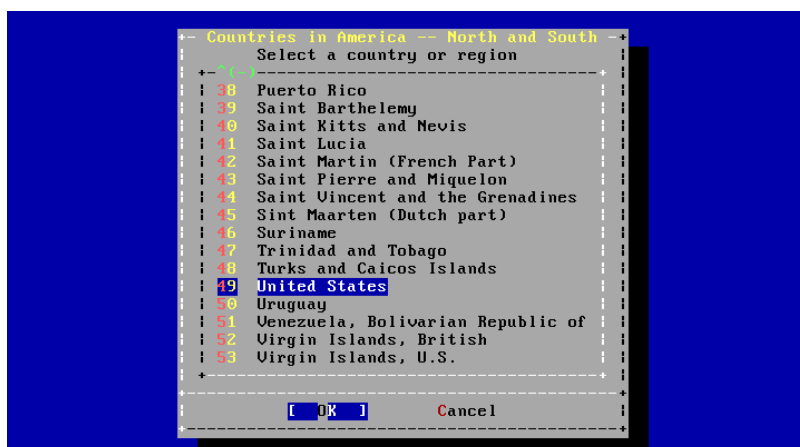 Countries in America -- North and South
Select a country or region
^(-)
38 Puerto Rico
39 Saint Barthelemy
40 Saint Kitts and Nevis
41 Saint Lucia
42 Saint Martin (French Part)
43 Saint Pierre and Miquelon
44 Saint Vincent and the Grenadines
45 Sint Maarten (Dutch part)
46 Suriname
47 Trinidad and Tobago
48 Turks and Caicos Islands
49 United States
50 Uruguay
51 Venezuela, Bolivarian Republic of
52 Virgin Islands, British
53 Virgin Islands, U.S.
[ OK ] Cancel